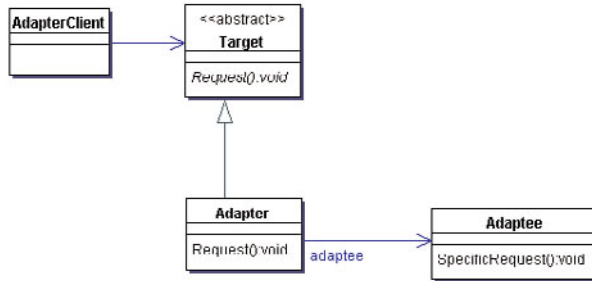 AdapterClient
<<abstract>>
Target
Request():void
Adapter
Request():void
adaptee
Adaptee
SpecificRequest():void